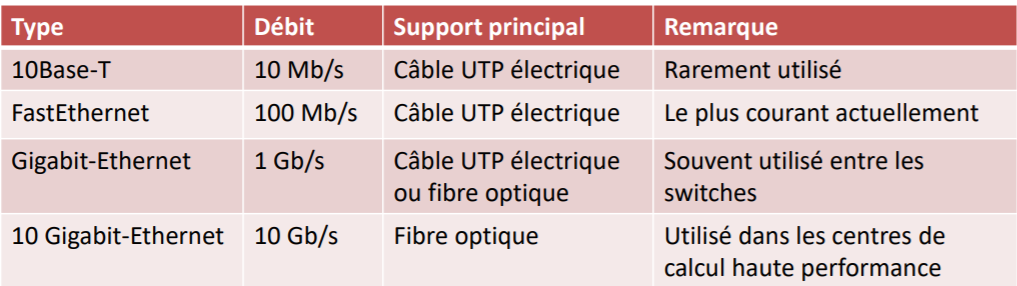 Type Débit Support principal Remarque
10Base-T 10 Mb/s Câble UTP électrique Rarement utilisé
FastEthernet 100 Mb/s Câble UTP électrique Le plus courant actuellement
Gigabit-Ethernet 1 Gb/s Câble UTP électrique Souvent utilisé entre les
ou fibre optique switches
10 Gigabit-Ethernet 10 Gb/s Fibre optique Utilisé dans les centres de
calcul haute performance